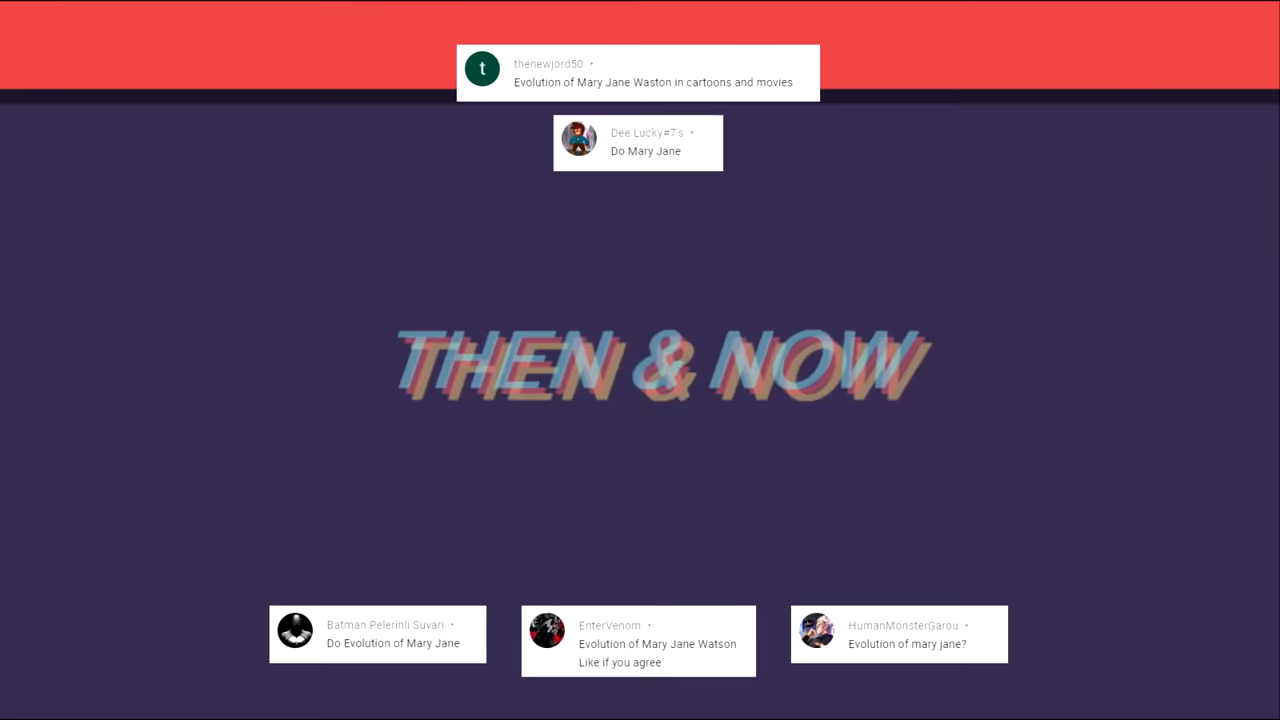 t
thenewjord50 •
Evolution of Mary Jane Waston in cartoons and movies
Dee Lucky#7's •
Do Mary Jane
THEN & NOW
Batman Pelerinli Suvari •
Do Evolution of Mary Jane
EnterVenom •
Evolution of Mary Jane Watson
Like if you agree
HumanMonsterGarou •
Evolution of mary jane?